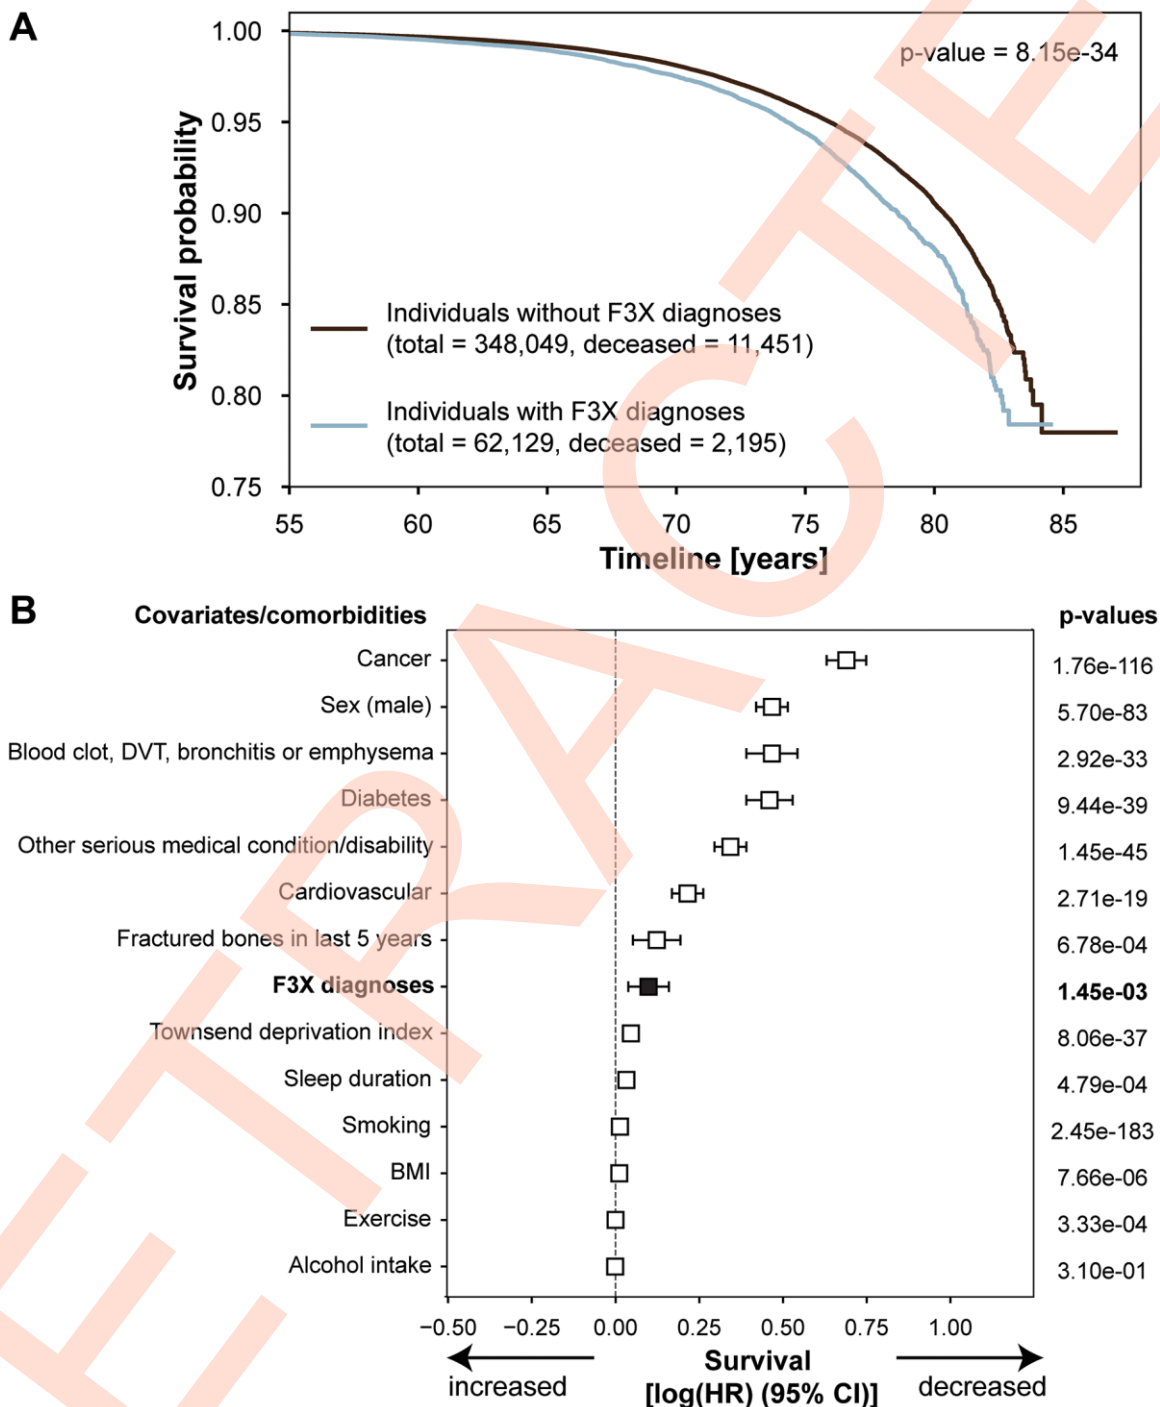 A
p-value = 8.15e-34
Survival probability
1.00
0.95
0.90
0.85
0.80
0.75
Individuals without F3X diagnoses
(total = 348,049, deceased = 11,451)
Individuals with F3X diagnoses
(total = 62,129, deceased = 2,195)
55 60 65 70 75 80 85
Timeline [years]
B
Covariates/comorbidities p-values
Cancer 1.76e-116
Sex (male) 5.70e-83
Blood clot, DVT, bronchitis or emphysema 2.92e-33
Diabetes 9.44e-39
Other serious medical condition/disability 1.45e-45
Cardiovascular 2.71e-19
Fractured bones in last 5 years 6.78e-04
F3X diagnoses 1.45e-03
Townsend deprivation index 8.06e-37
Sleep duration 4.79e-04
Smoking 2.45e-183
BMI 7.66e-06
Exercise 3.33e-04
Alcohol intake 3.10e-01
−0.50 −0.25 0.00 0.25 0.50 0.75 1.00
Survival
[log(HR) (95% CI)]
increased
decreased
ETRACTE